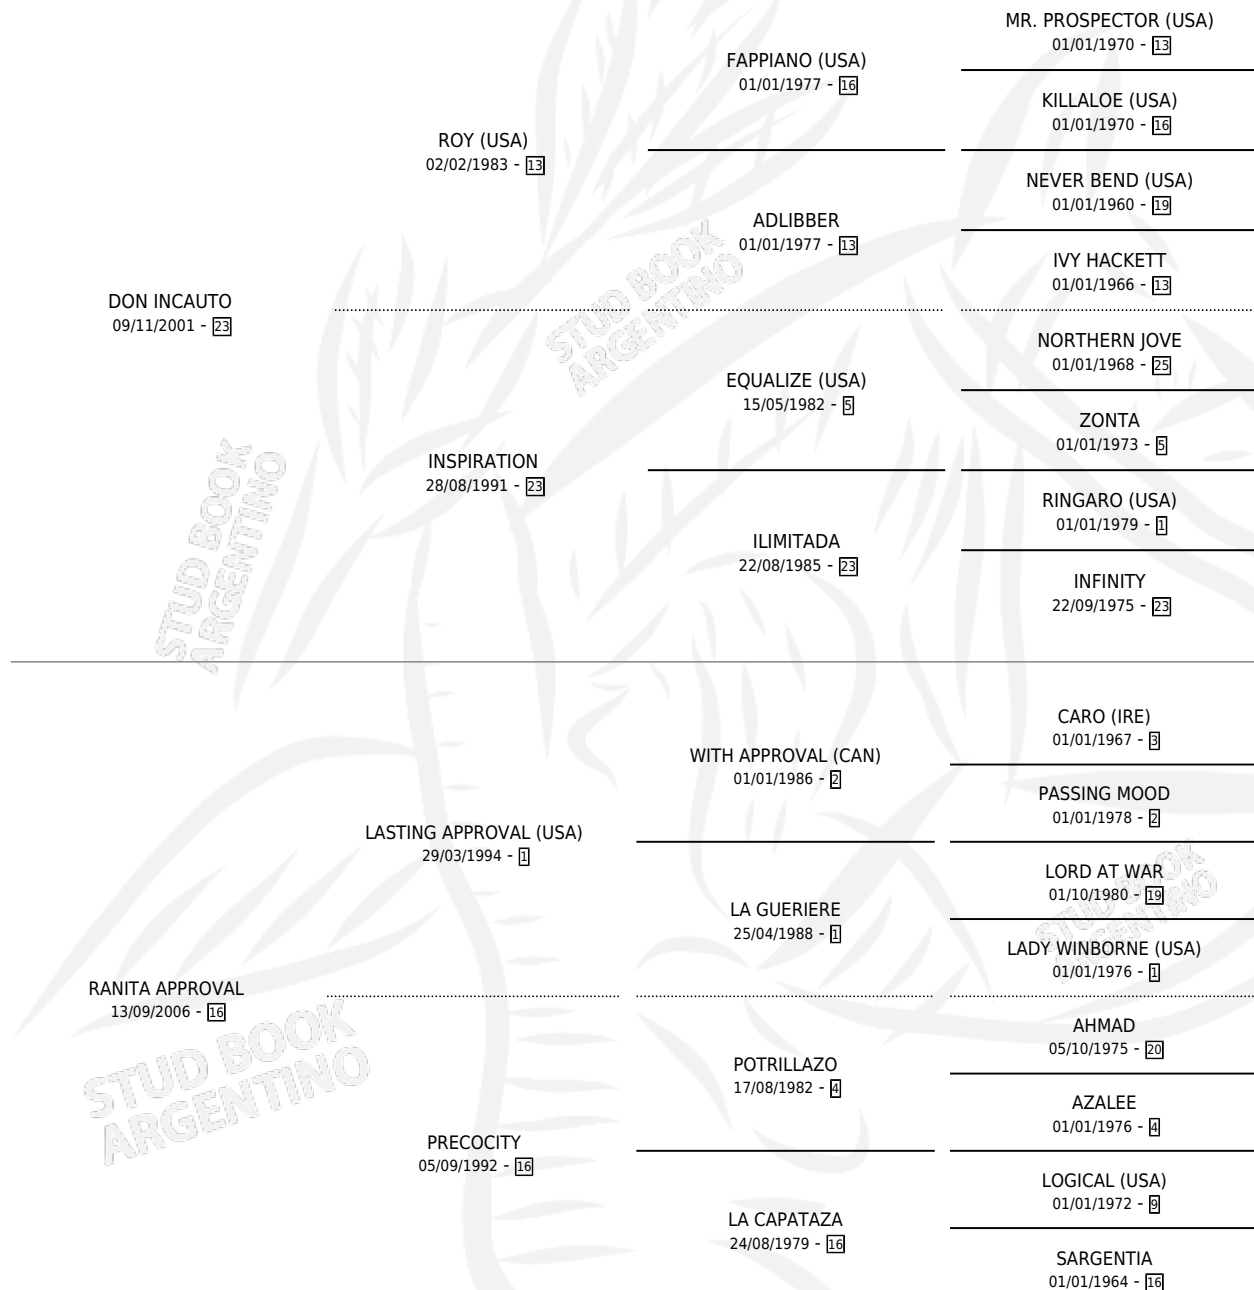 MR. PROSPECTOR (USA)
01/01/1970 - 13
FAPPIANO (USA)
01/01/1977 - 16
KILLALOE (USA)
01/01/1970 - 16
ROY (USA)
02/02/1983 - 13
NEVER BEND (USA)
01/01/1960 - 19
ADLIBBER
01/01/1977 - 13
IVY HACKETT
01/01/1966 - 13
DON INCAUTO
09/11/2001 - 23
NORTHERN JOVE
01/01/1968 - 25
EQUALIZE (USA)
15/05/1982 - 5
ZONTA
01/01/1973 - 5
INSPIRATION
28/08/1991 - 23
RINGARO (USA)
01/01/1979 - 1
ILIMITADA
22/08/1985 - 23
INFINITY
22/09/1975 - 23
STUD BOOK
ARGENTINO
STUD BOOK
ARGENTINO
CARO (IRE)
01/01/1967 - 3
WITH APPROVAL (CAN)
01/01/1986 - 2
PASSING MOOD
01/01/1978 - 2
LASTING APPROVAL (USA)
29/03/1994 - 1
LORD AT WAR
01/10/1980 - 19
LA GUERIERE
25/04/1988 - 1
LADY WINBORNE (USA)
01/01/1976 - 1
RANITA APPROVAL
13/09/2006 - 16
AHMAD
05/10/1975 - 20
POTRILLAZO
17/08/1982 - 4
AZALEE
01/01/1976 - 4
PRECOCITY
05/09/1992 - 16
LOGICAL (USA)
01/01/1972 - 9
LA CAPATAZA
24/08/1979 - 16
SARGENTIA
01/01/1964 - 16
STUD BOOK
ARGENTINO
STUD BOOK
ARGENTINO